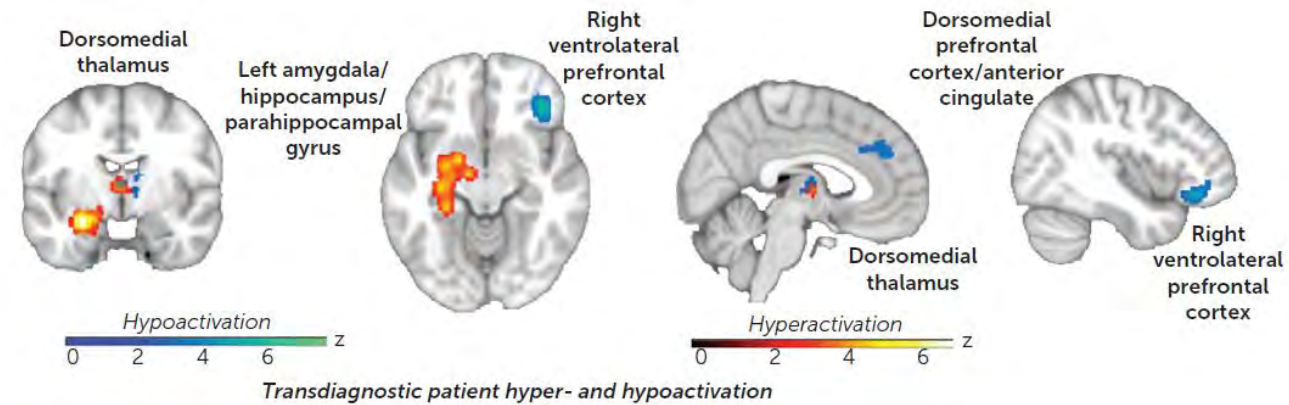 Dorsomedial
thalamus
Left amygdala/
hippocampus/
parahippocampal
gyrus
Right
ventrolateral
prefrontal
cortex
Dorsomedial
prefrontal
cortex/anterior
cingulate
Dorsomedial
thalamus
Right
ventrolateral
prefrontal
cortex
Hypoactivation
0 2 4 6 z
Hyperactivation
0 2 4 6 z
Transdiagnostic patient hyper- and hypoactivation